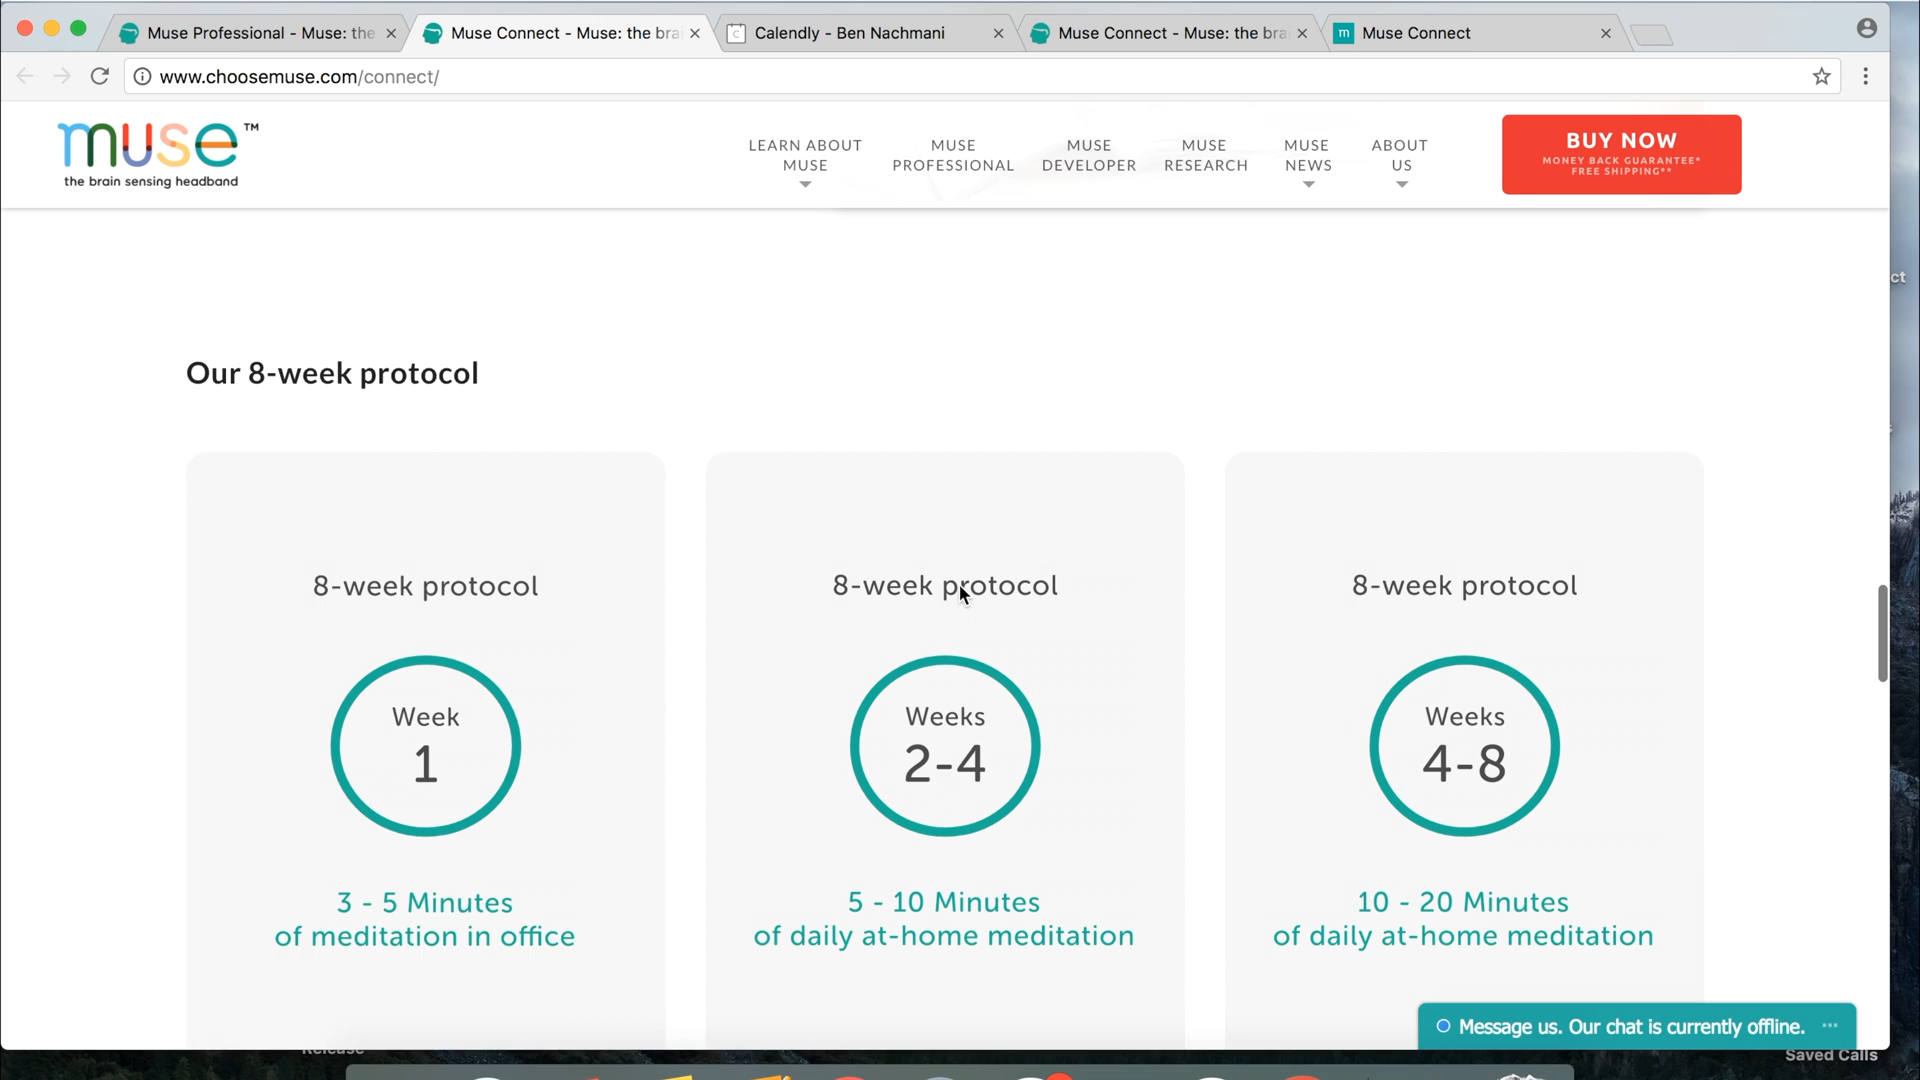 Muse Professional - Muse: the
Muse Connect - Muse: the bra
Calendly - Ben Nachmani
Muse Connect - Muse: the bra
m Muse Connect
www.choosemuse.com/connect/
muse™
the brain sensing headband
LEARN ABOUT
MUSE
MUSE
PROFESSIONAL
MUSE
DEVELOPER
MUSE
RESEARCH
MUSE
NEWS
ABOUT
US
BUY NOW
MONEY BACK GUARANTEE*
FREE SHIPPING**
ct
Our 8-week protocol
8-week protocol
Week
1
3 - 5 Minutes
of meditation in office
8-week protocol
Weeks
2-4
5 - 10 Minutes
of daily at-home meditation
8-week protocol
Weeks
4-8
10 - 20 Minutes
of daily at-home meditation
Message us. Our chat is currently offline.
Release
Saved Calls